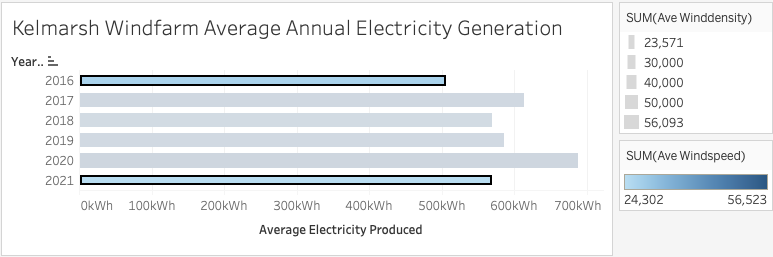 Kelmarsh Windfarm Average Annual Electricity Generation
Year..
2016
2017
2018
2019
2020
2021
0kWh 100kWh 200kWh 300kWh 400kWh 500kWh 600kWh 700kWh
Average Electricity Produced
SUM(Ave Winddensity)
23,571
30,000
40,000
50,000
56,093
SUM(Ave Windspeed)
24,302 56,523